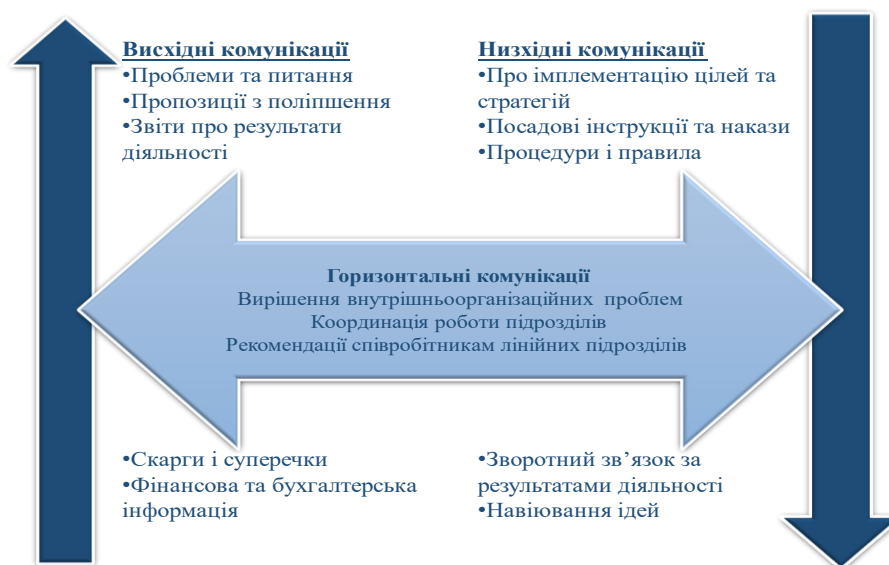 Висхідні комунікації
•Проблеми та питання
•Пропозиції з поліпшення
•Звіти про результати
діяльності
Низхідні комунікації
•Про імплементацію цілей та
стратегій
•Посадові інструкції та накази
•Процедури і правила
Горизонтальні комунікації
Вирішення внутрішньоорганізаційних проблем
Координація роботи підрозділів
Рекомендації співробітникам лінійних підрозділів
•Скарги і суперечки
•Фінансова та бухгалтерська
інформація
•Зворотний зв’язок за
результатами діяльності
•Навіювання ідей